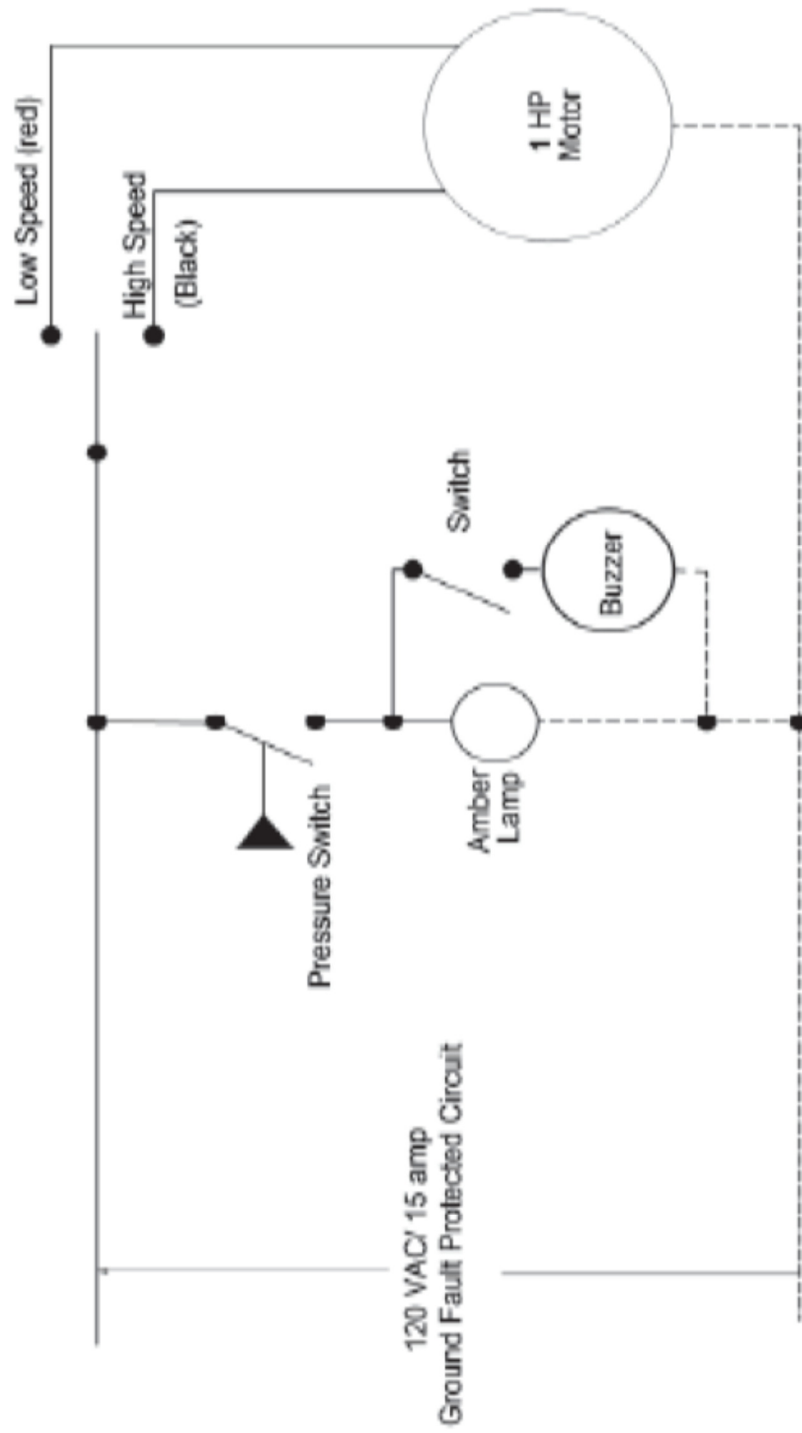 Low Speed (red)
High Speed
(Black)
1 HP
Motor
Switch
Buzzer
Pressure Switch
Amber
Lamp
120 VAC/ 15 amp
Ground Fault Protected Circuit